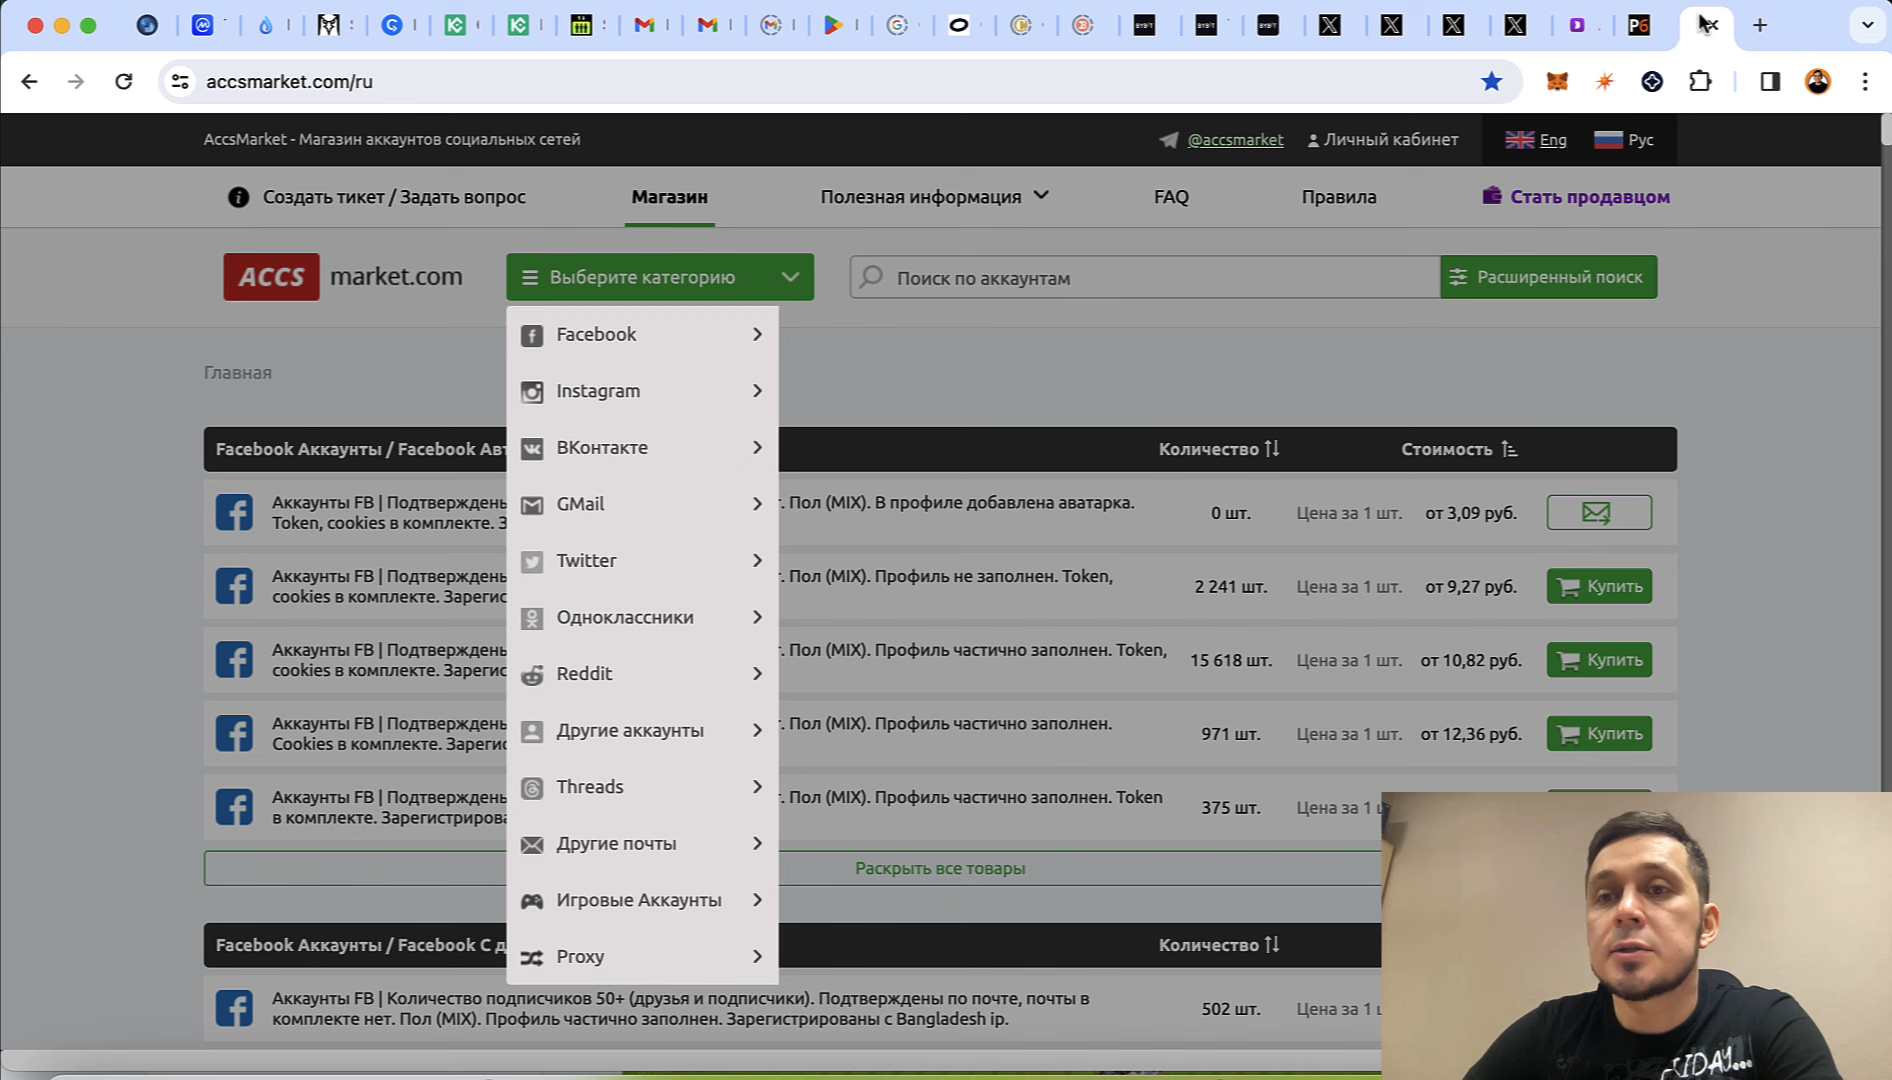 accsmarket.com/ru
AccsMarket - Магазин аккаунтов социальных сетей
@accsmarket
Личный кабинет
Eng
Рус
Создать тикет / Задать вопрос
Магазин
Полезная информация
FAQ
Правила
Стать продавцом
ACCS market.com
Выберите категорию
Поиск по аккаунтам
Расширенный поиск
Facebook
Instagram
ВКонтакте
GMail
Twitter
Одноклассники
Reddit
Другие аккаунты
Threads
Другие почты
Игровые Аккаунты
Proxy
Главная
Facebook Аккаунты / Facebook Авт
Количество
Стоимость
Аккаунты FB | Подтверждены . Пол (MIX). В профиле добавлена аватарка.
Token, cookies в комплекте. З
0 шт.
Цена за 1 шт.
от 3,09 руб.
Аккаунты FB | Подтверждены . Пол (MIX). Профиль не заполнен. Token,
cookies в комплекте. Зарегис
2 241 шт.
Цена за 1 шт.
от 9,27 руб.
Купить
Аккаунты FB | Подтверждены . Пол (MIX). Профиль частично заполнен. Token,
cookies в комплекте. Зарегис
15 618 шт.
Цена за 1 шт.
от 10,82 руб.
Купить
Аккаунты FB | Подтверждены . Пол (MIX). Профиль частично заполнен.
Cookies в комплекте. Зарегис
971 шт.
Цена за 1 шт.
от 12,36 руб.
Купить
Аккаунты FB | Подтверждены . Пол (MIX). Профиль частично заполнен. Token
в комплекте. Зарегистрирова
375 шт.
Цена за 1
Раскрыть все товары
Facebook Аккаунты / Facebook С д
Количество
Аккаунты FB | Количество подписчиков 50+ (друзья и подписчики). Подтверждены по почте, почты в
комплекте нет. Пол (MIX). Профиль частично заполнен. Зарегистрированы с Bangladesh ip.
502 шт.
Цена за 1